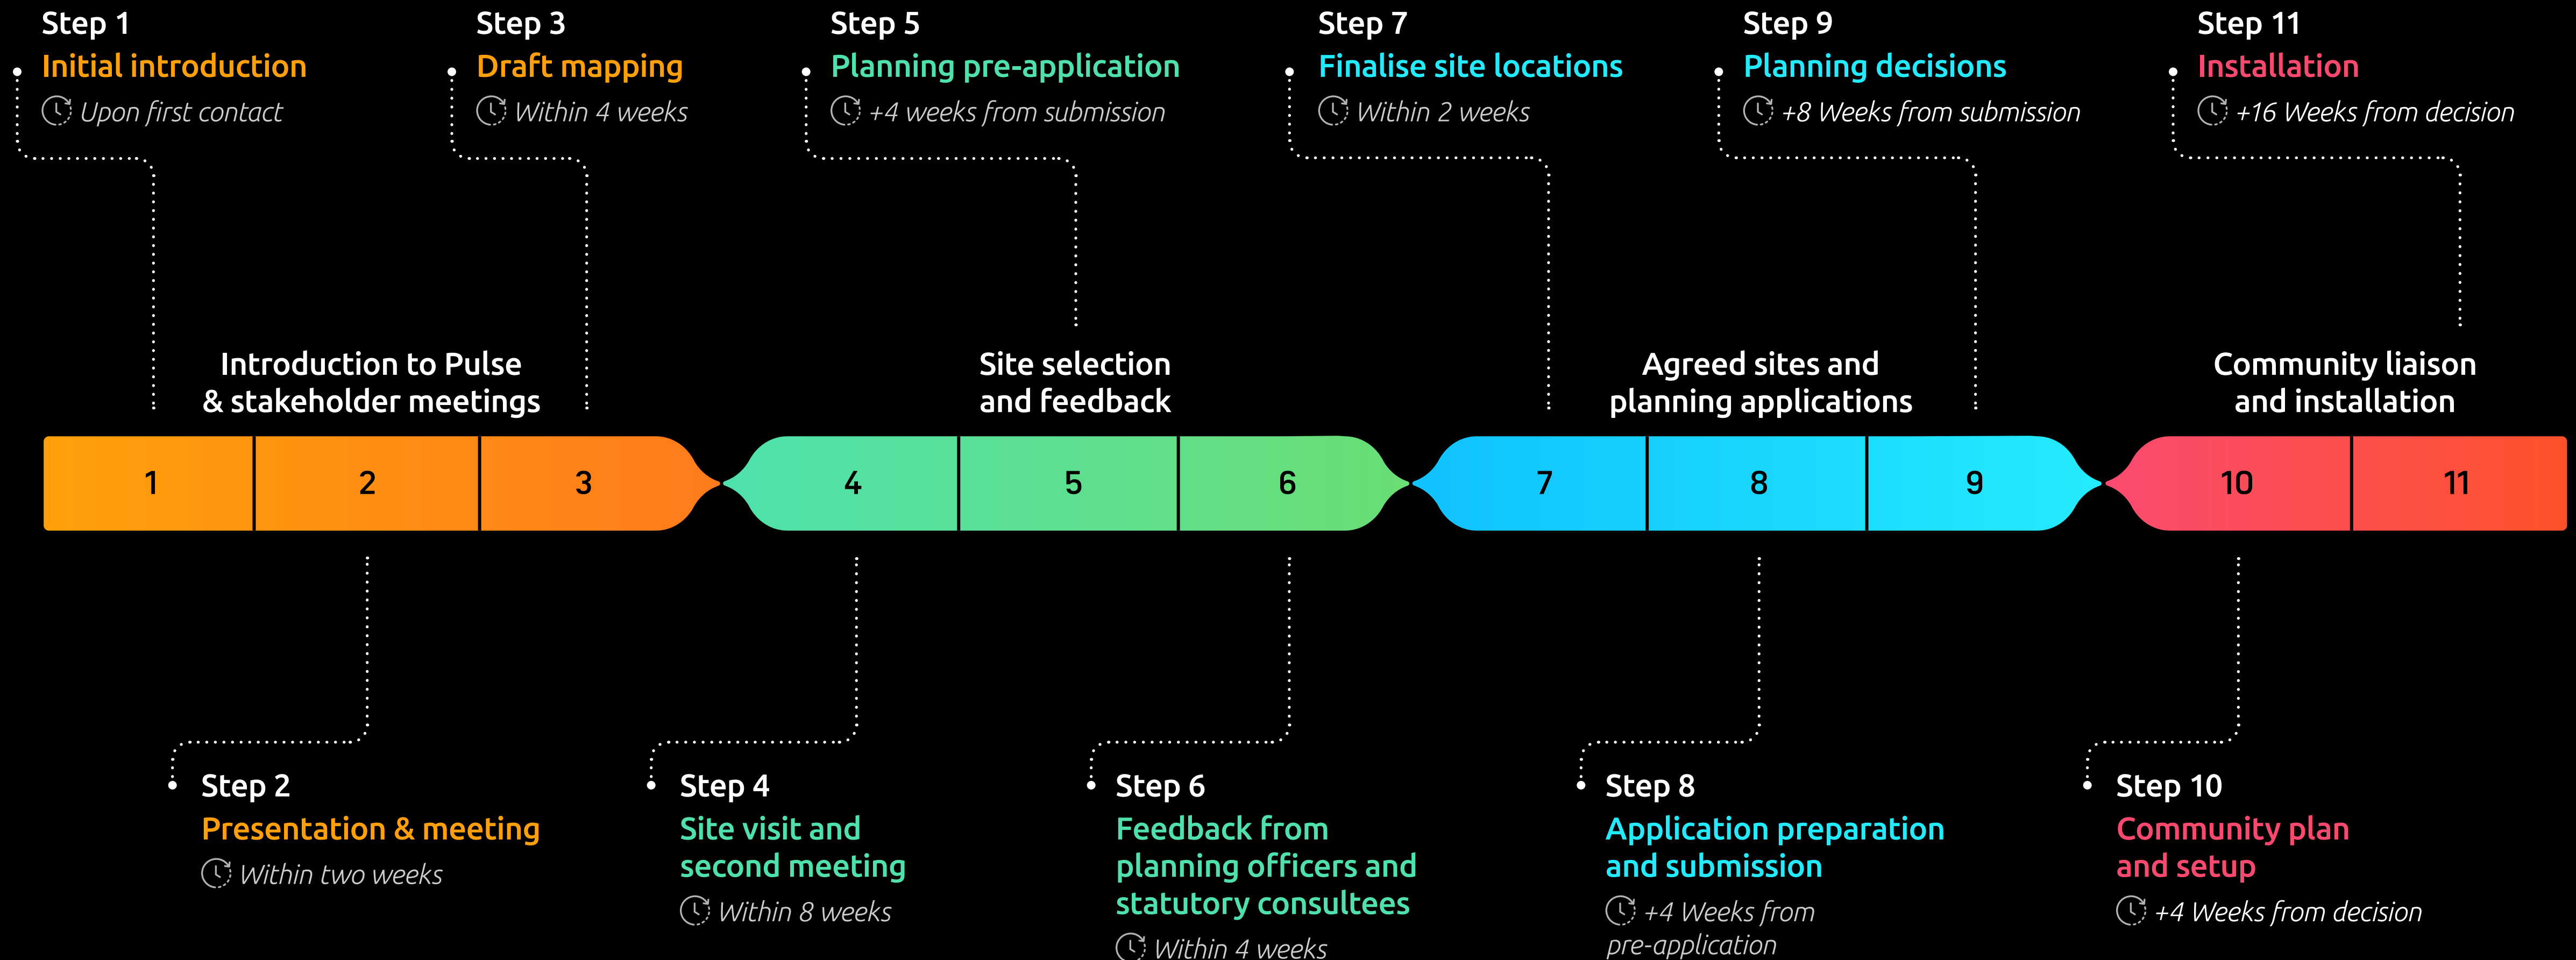 Step 1
Initial introduction
Upon first contact
Step 3
Draft mapping
Within 4 weeks
Step 5
Planning pre-application
+4 weeks from submission
Step 7
Finalise site locations
Within 2 weeks
Step 9
Planning decisions
+8 Weeks from submission
Step 11
Installation
+16 Weeks from decision
Introduction to Pulse
& stakeholder meetings
Site selection
and feedback
Agreed sites and
planning applications
Community liaison
and installation
1
2
3
4
5
6
7
8
9
10
11
Step 2
Presentation & meeting
Within two weeks
Step 4
Site visit and
second meeting
Within 8 weeks
Step 6
Feedback from
planning officers and
statutory consultees
Within 4 weeks
Step 8
Application preparation
and submission
+4 Weeks from
pre-application
Step 10
Community plan
and setup
+4 Weeks from decision